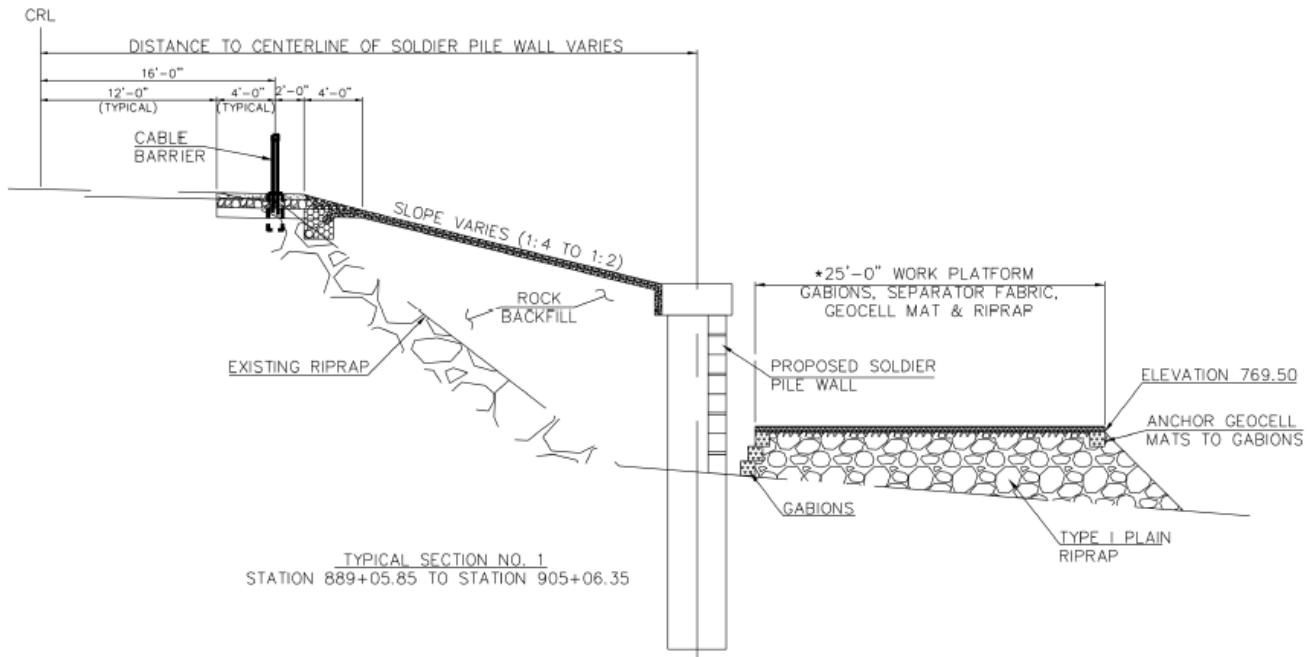 CRL
DISTANCE TO CENTERLINE OF SOLDIER PILE WALL VARIES
16'-0"
12'-0"
(TYPICAL)
4'-0"
(TYPICAL)
2'-0"
4'-0"
CABLE
BARRIER
SLOPE VARIES (1:4 TO 1:2)
*25'-0" WORK PLATFORM
GABIONS, SEPARATOR FABRIC,
GEOCELL MAT & RIPRAP
ROCK
BACKFILL
EXISTING RIPRAP
PROPOSED SOLDIER
PILE WALL
ELEVATION 769.50
ANCHOR GEOCELL
MATS TO GABIONS
GABIONS
TYPE I PLAIN
RIPRAP
TYPICAL SECTION NO. 1
STATION 889+05.85 TO STATION 905+06.35